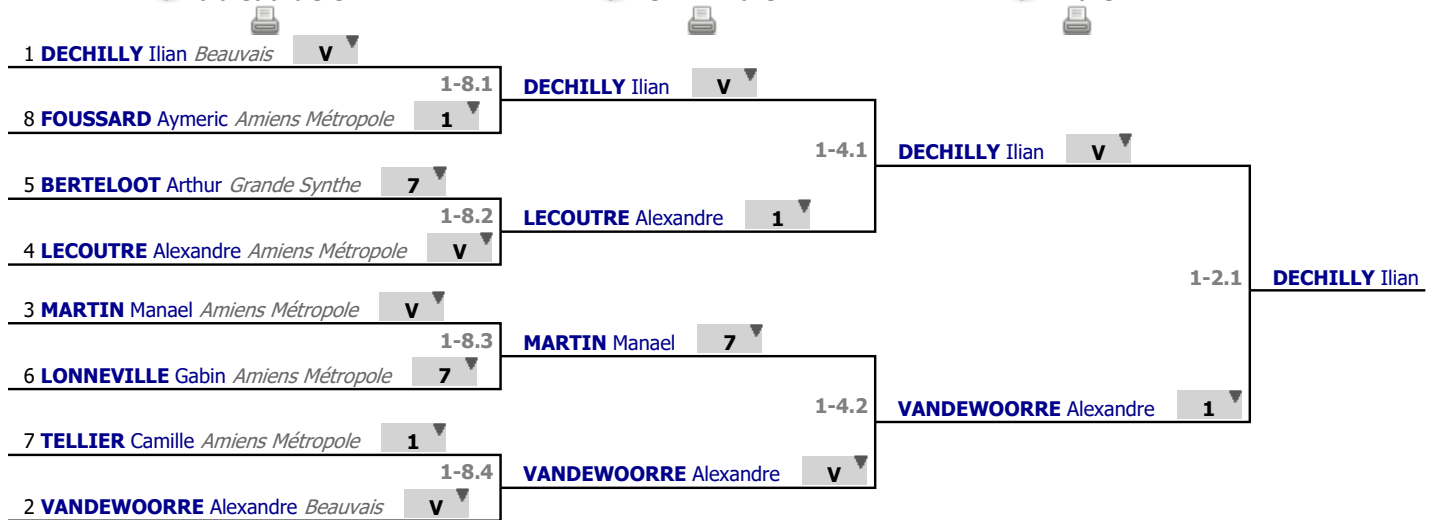 1 DECHILLY Ilian Beauvais V
1-8.1
8 FOUSSARD Aymeric Amiens Métropole 1
5 BERTELOOT Arthur Grande Synthe 7
1-8.2
4 LECOUTRE Alexandre Amiens Métropole V
3 MARTIN Manael Amiens Métropole V
1-8.3
6 LONNEVILLE Gabin Amiens Métropole 7
7 TELLIER Camille Amiens Métropole 1
1-8.4
2 VANDEWOORRE Alexandre Beauvais V
DECHILLY Ilian V
1-4.1
LECOUTRE Alexandre 1
MARTIN Manael 7
1-4.2
VANDEWOORRE Alexandre V
DECHILLY Ilian V
1-2.1
VANDEWOORRE Alexandre 1
DECHILLY Ilian